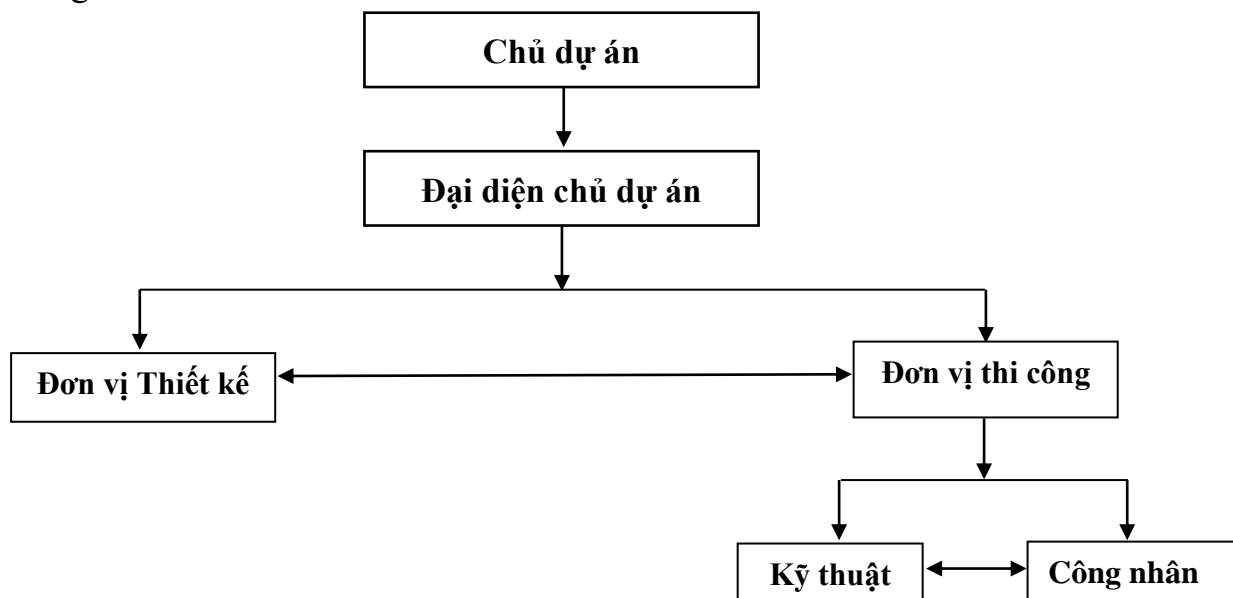 Chủ dự án
Đại diện chủ dự án
Đơn vị Thiết kế
Đơn vị thi công
Kỹ thuật
Công nhân